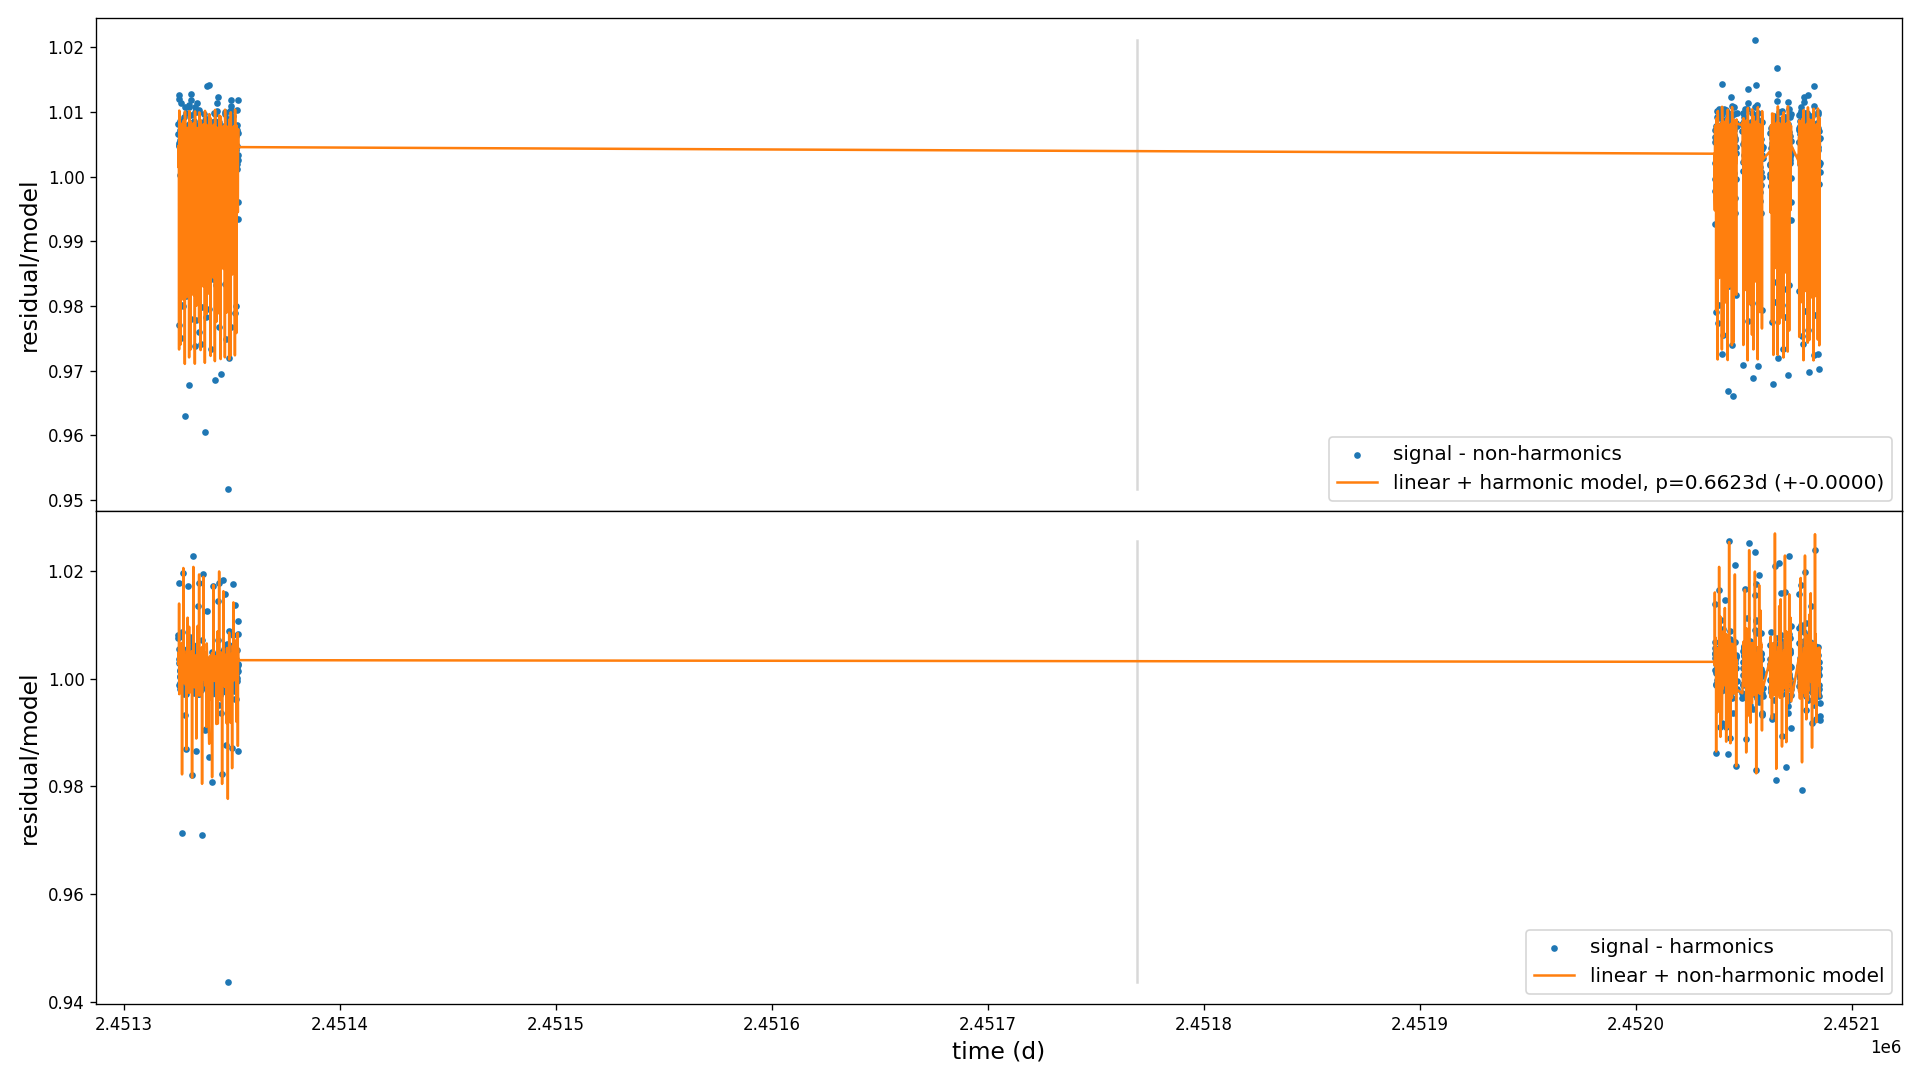 1.02
1.01
1.00
0.99
0.98
0.97
0.96
0.95
residual/model
signal - non-harmonics
linear + harmonic model, p=0.6623d (+-0.0000)
1.02
1.00
0.98
0.96
0.94
residual/model
signal - harmonics
linear + non-harmonic model
2.4513 2.4514 2.4515 2.4516 2.4517 2.4518 2.4519 2.4520 2.4521
time (d)
1e6